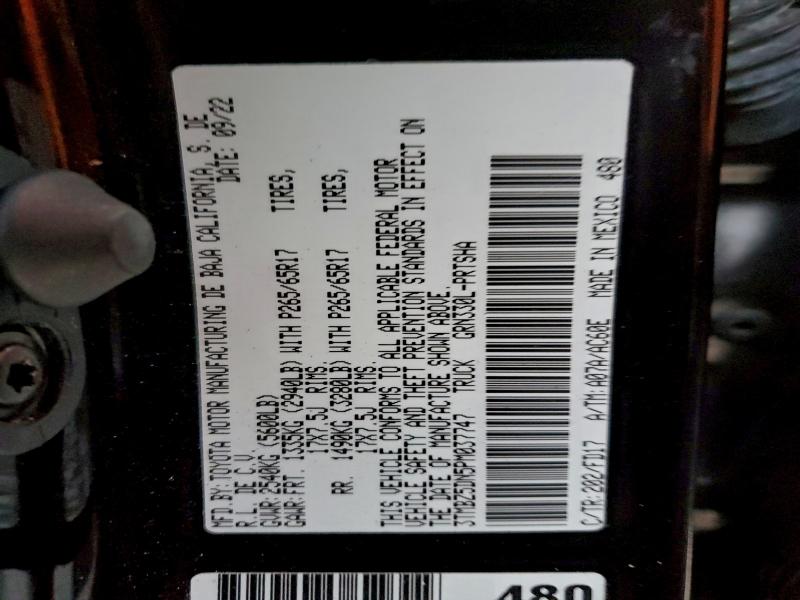 MFD.BY:TOYOTA MOTOR MANUFACTURING DE BAJA CALIFORNIA, S. DE
R.L. DE C.V. DATE: 09/22
GVWR:2540KG (5600LB)
GAWR:FRT. 1335KG (2940LB) WITH P265/65R17 TIRES,
17X7.5J RIMS
RR. 1490KG (3280LB) WITH P265/65R17 TIRES,
17X7.5J RIMS
THIS VEHICLE CONFORMS TO ALL APPLICABLE FEDERAL MOTOR
VEHICLE SAFETY AND THEFT PREVENTION STANDARDS IN EFFECT ON
THE DATE OF MANUFACTURE SHOWN ABOVE.
3TMBZ5DN5PM037747 TRUCK GRN330L-PRTSHA
C/TR:202/FD17 A/TM:A07A/AC60E MADE IN MEXICO 480
480